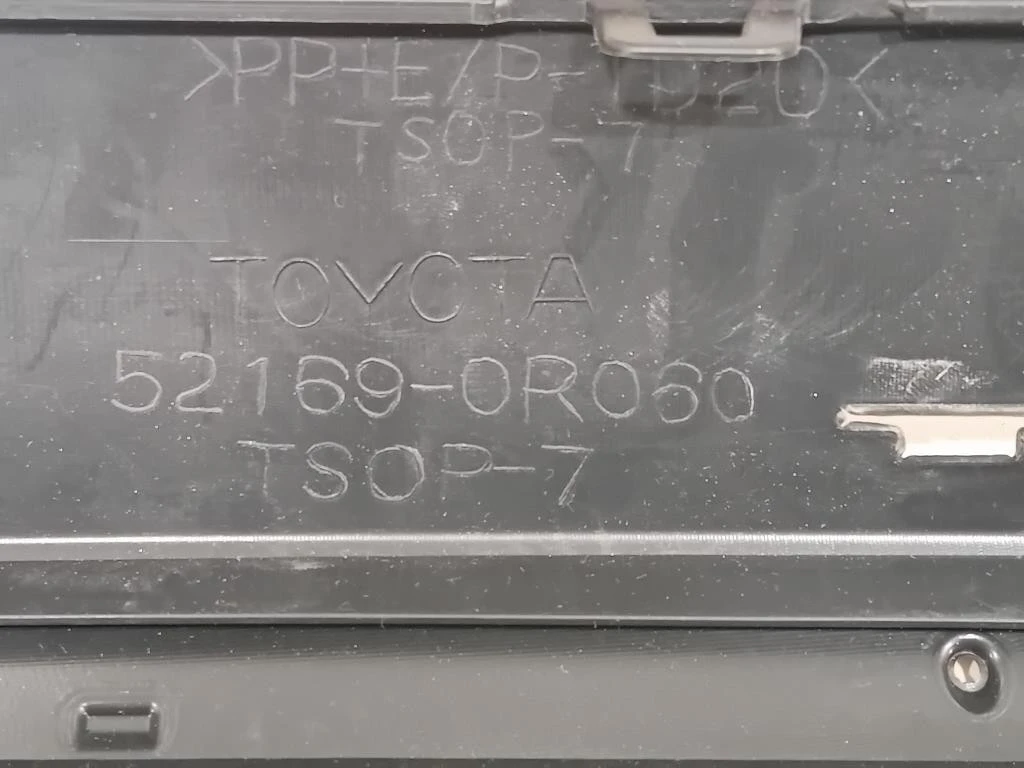 >PP+E/P-TD20<
TSOP-7
TOYOTA
52169-0R060
TSOP-7